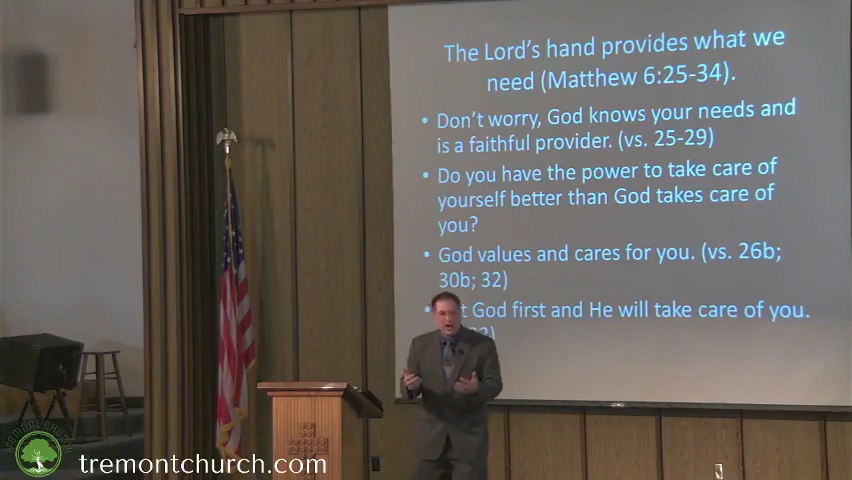 The Lord's hand provides what we
need (Matthew 6:25-34).
• Don't worry, God knows your needs and
is a faithful provider. (vs. 25-29)
• Do you have the power to take care of
yourself better than God takes care of
you?
• God values and cares for you. (vs. 26b;
30b; 32)
• God first and He will take care of you.
TREMONT CHURCH
tremontchurch.com